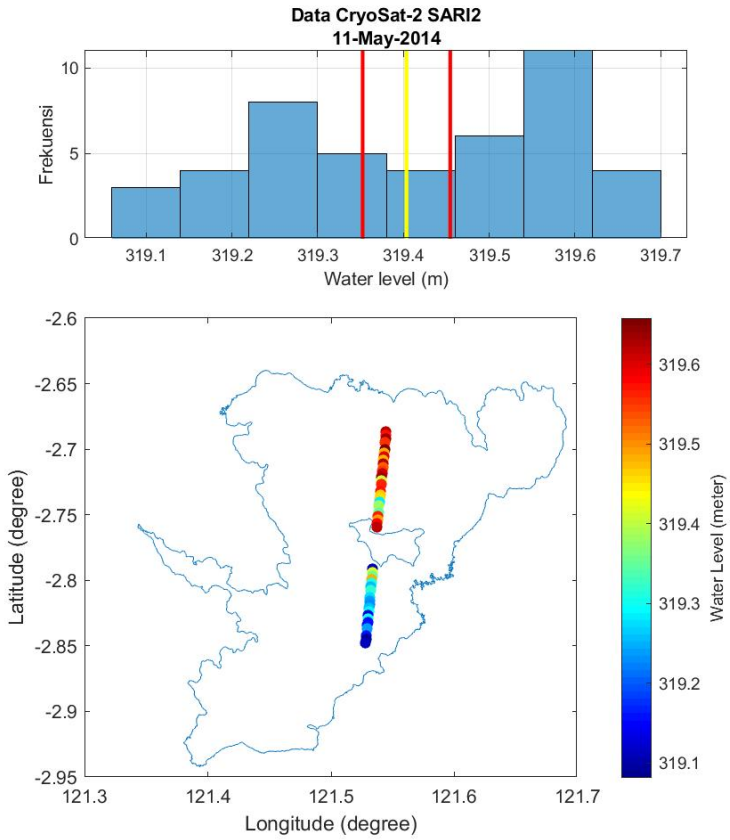 Data CryoSat-2 SARI2
11-May-2014
Frekuensi
10
5
0
319.1 319.2 319.3 319.4 319.5 319.6 319.7
Water level (m)
Latitude (degree)
-2.6
-2.65
-2.7
-2.75
-2.8
-2.85
-2.9
-2.95
121.3 121.4 121.5 121.6 121.7
Longitude (degree)
319.6
319.5
319.4
319.3
319.2
319.1
Water Level (meter)